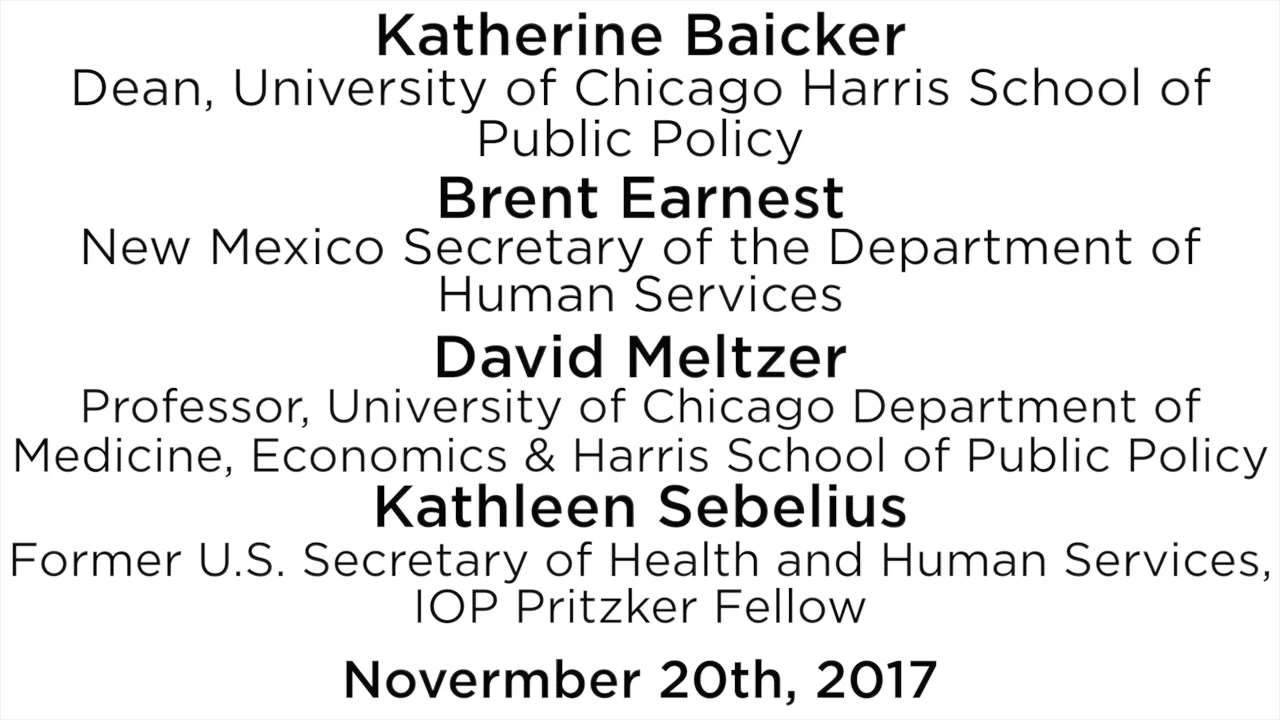 Katherine Baicker
Dean, University of Chicago Harris School of
Public Policy
Brent Earnest
New Mexico Secretary of the Department of
Human Services
David Meltzer
Professor, University of Chicago Department of
Medicine, Economics & Harris School of Public Policy
Kathleen Sebelius
Former U.S. Secretary of Health and Human Services,
IOP Pritzker Fellow
Novermber 20th, 2017